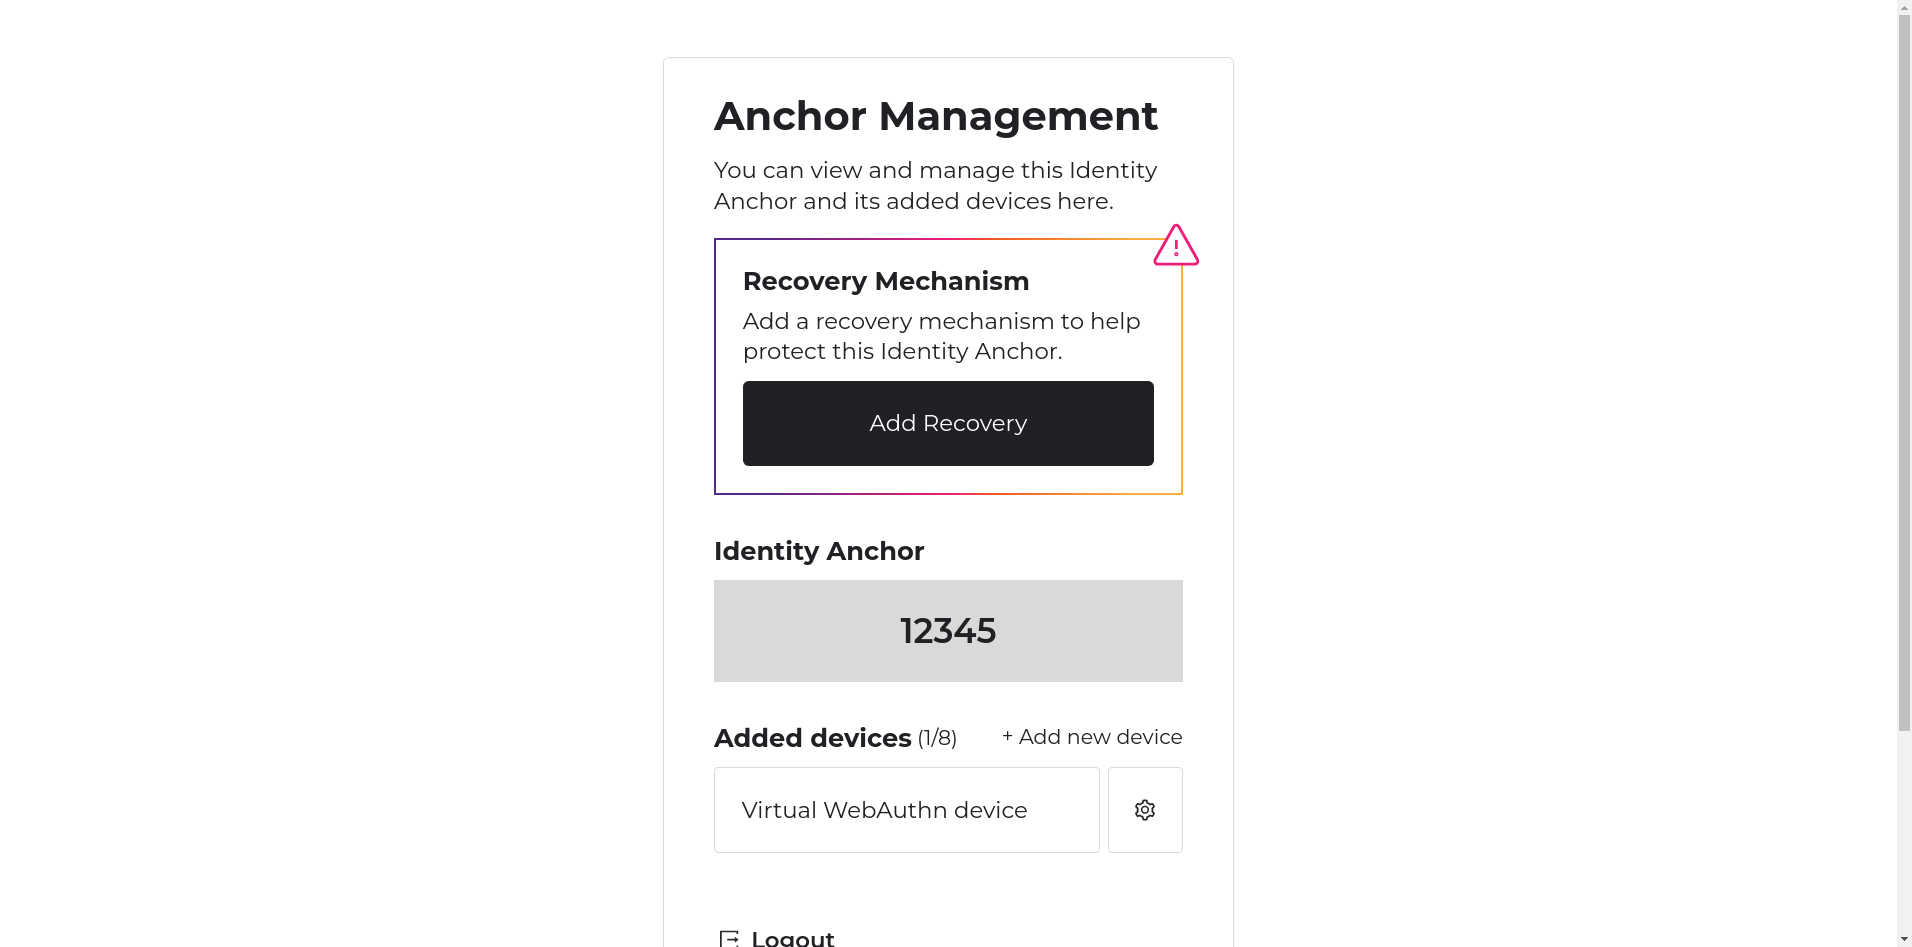 Anchor Management
You can view and manage this Identity
Anchor and its added devices here.
Recovery Mechanism
Add a recovery mechanism to help
protect this Identity Anchor.
Add Recovery
Identity Anchor
12345
Added devices (1/8) + Add new device
Virtual WebAuthn device
Logout